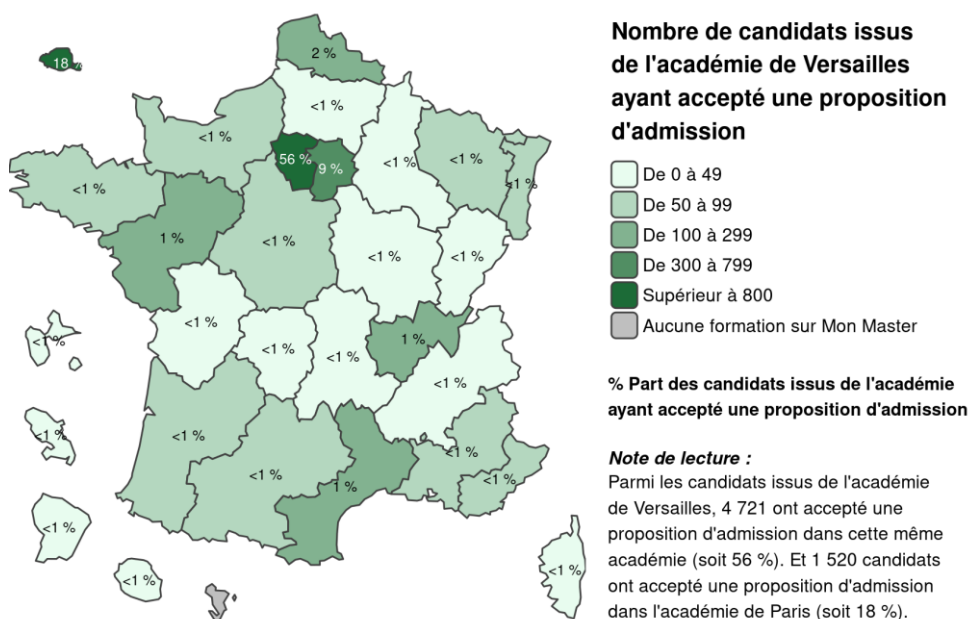 Nombre de candidats issus
de l'académie de Versailles
ayant accepté une proposition
d'admission
De 0 à 49
De 50 à 99
De 100 à 299
De 300 à 799
Supérieur à 800
Aucune formation sur Mon Master
% Part des candidats issus de l'académie
ayant accepté une proposition d'admission
Note de lecture :
Parmi les candidats issus de l'académie
de Versailles, 4 721 ont accepté une
proposition d'admission dans cette même
académie (soit 56 %). Et 1 520 candidats
ont accepté une proposition d'admission
dans l'académie de Paris (soit 18 %).
2 %
18
<1 %
<1 %
<1 %
<1 %
<1 %
56 %
9 %
<1 %
1 %
<1 %
<1 %
<1 %
<1 %
<1 %
1 %
<1 %
<1 %
<1 %
<1 %
<1 %
<1 %
<1 %
1 %
<1 %
<1 %
<1 %
<1 %